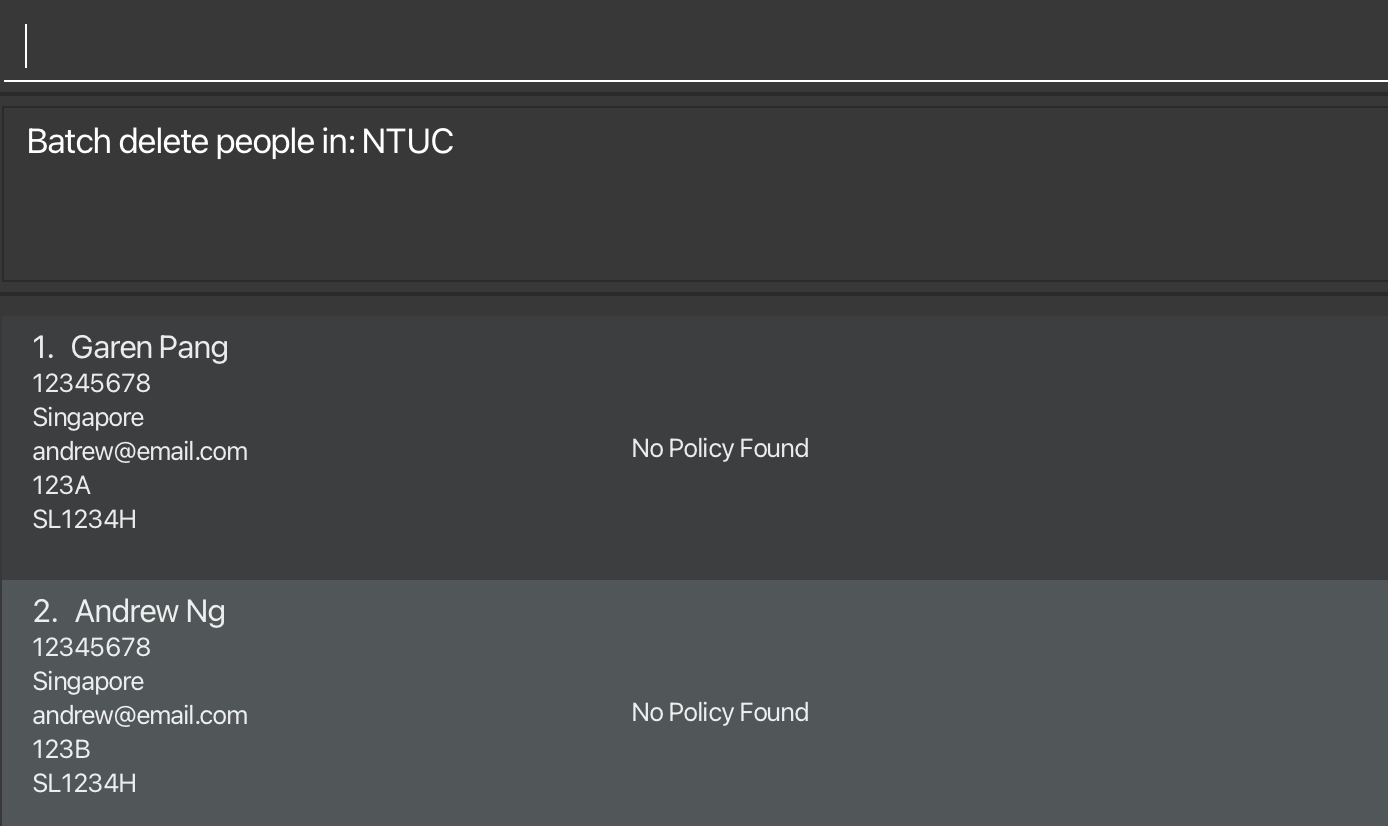 Batch delete people in: NTUC
1. Garen Pang
12345678
Singapore
andrew@email.com
No Policy Found
123A
SL1234H
2. Andrew Ng
12345678
Singapore
andrew@email.com
No Policy Found
123B
SL1234H